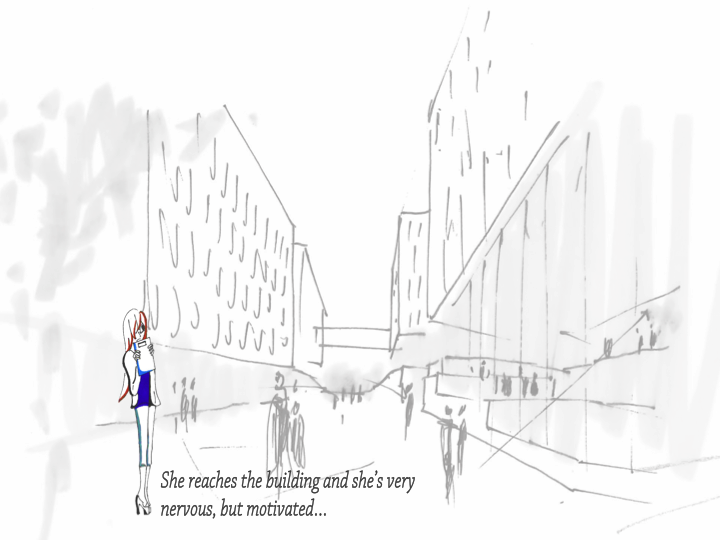 She reaches the building and she's very
nervous, but motivated...